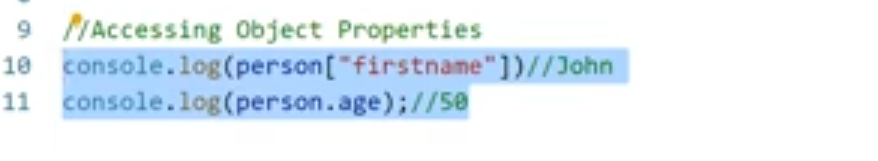 9 //Accessing Object Properties
10 console.log(person["firstname"])//John
11 console.log(person.age);//50